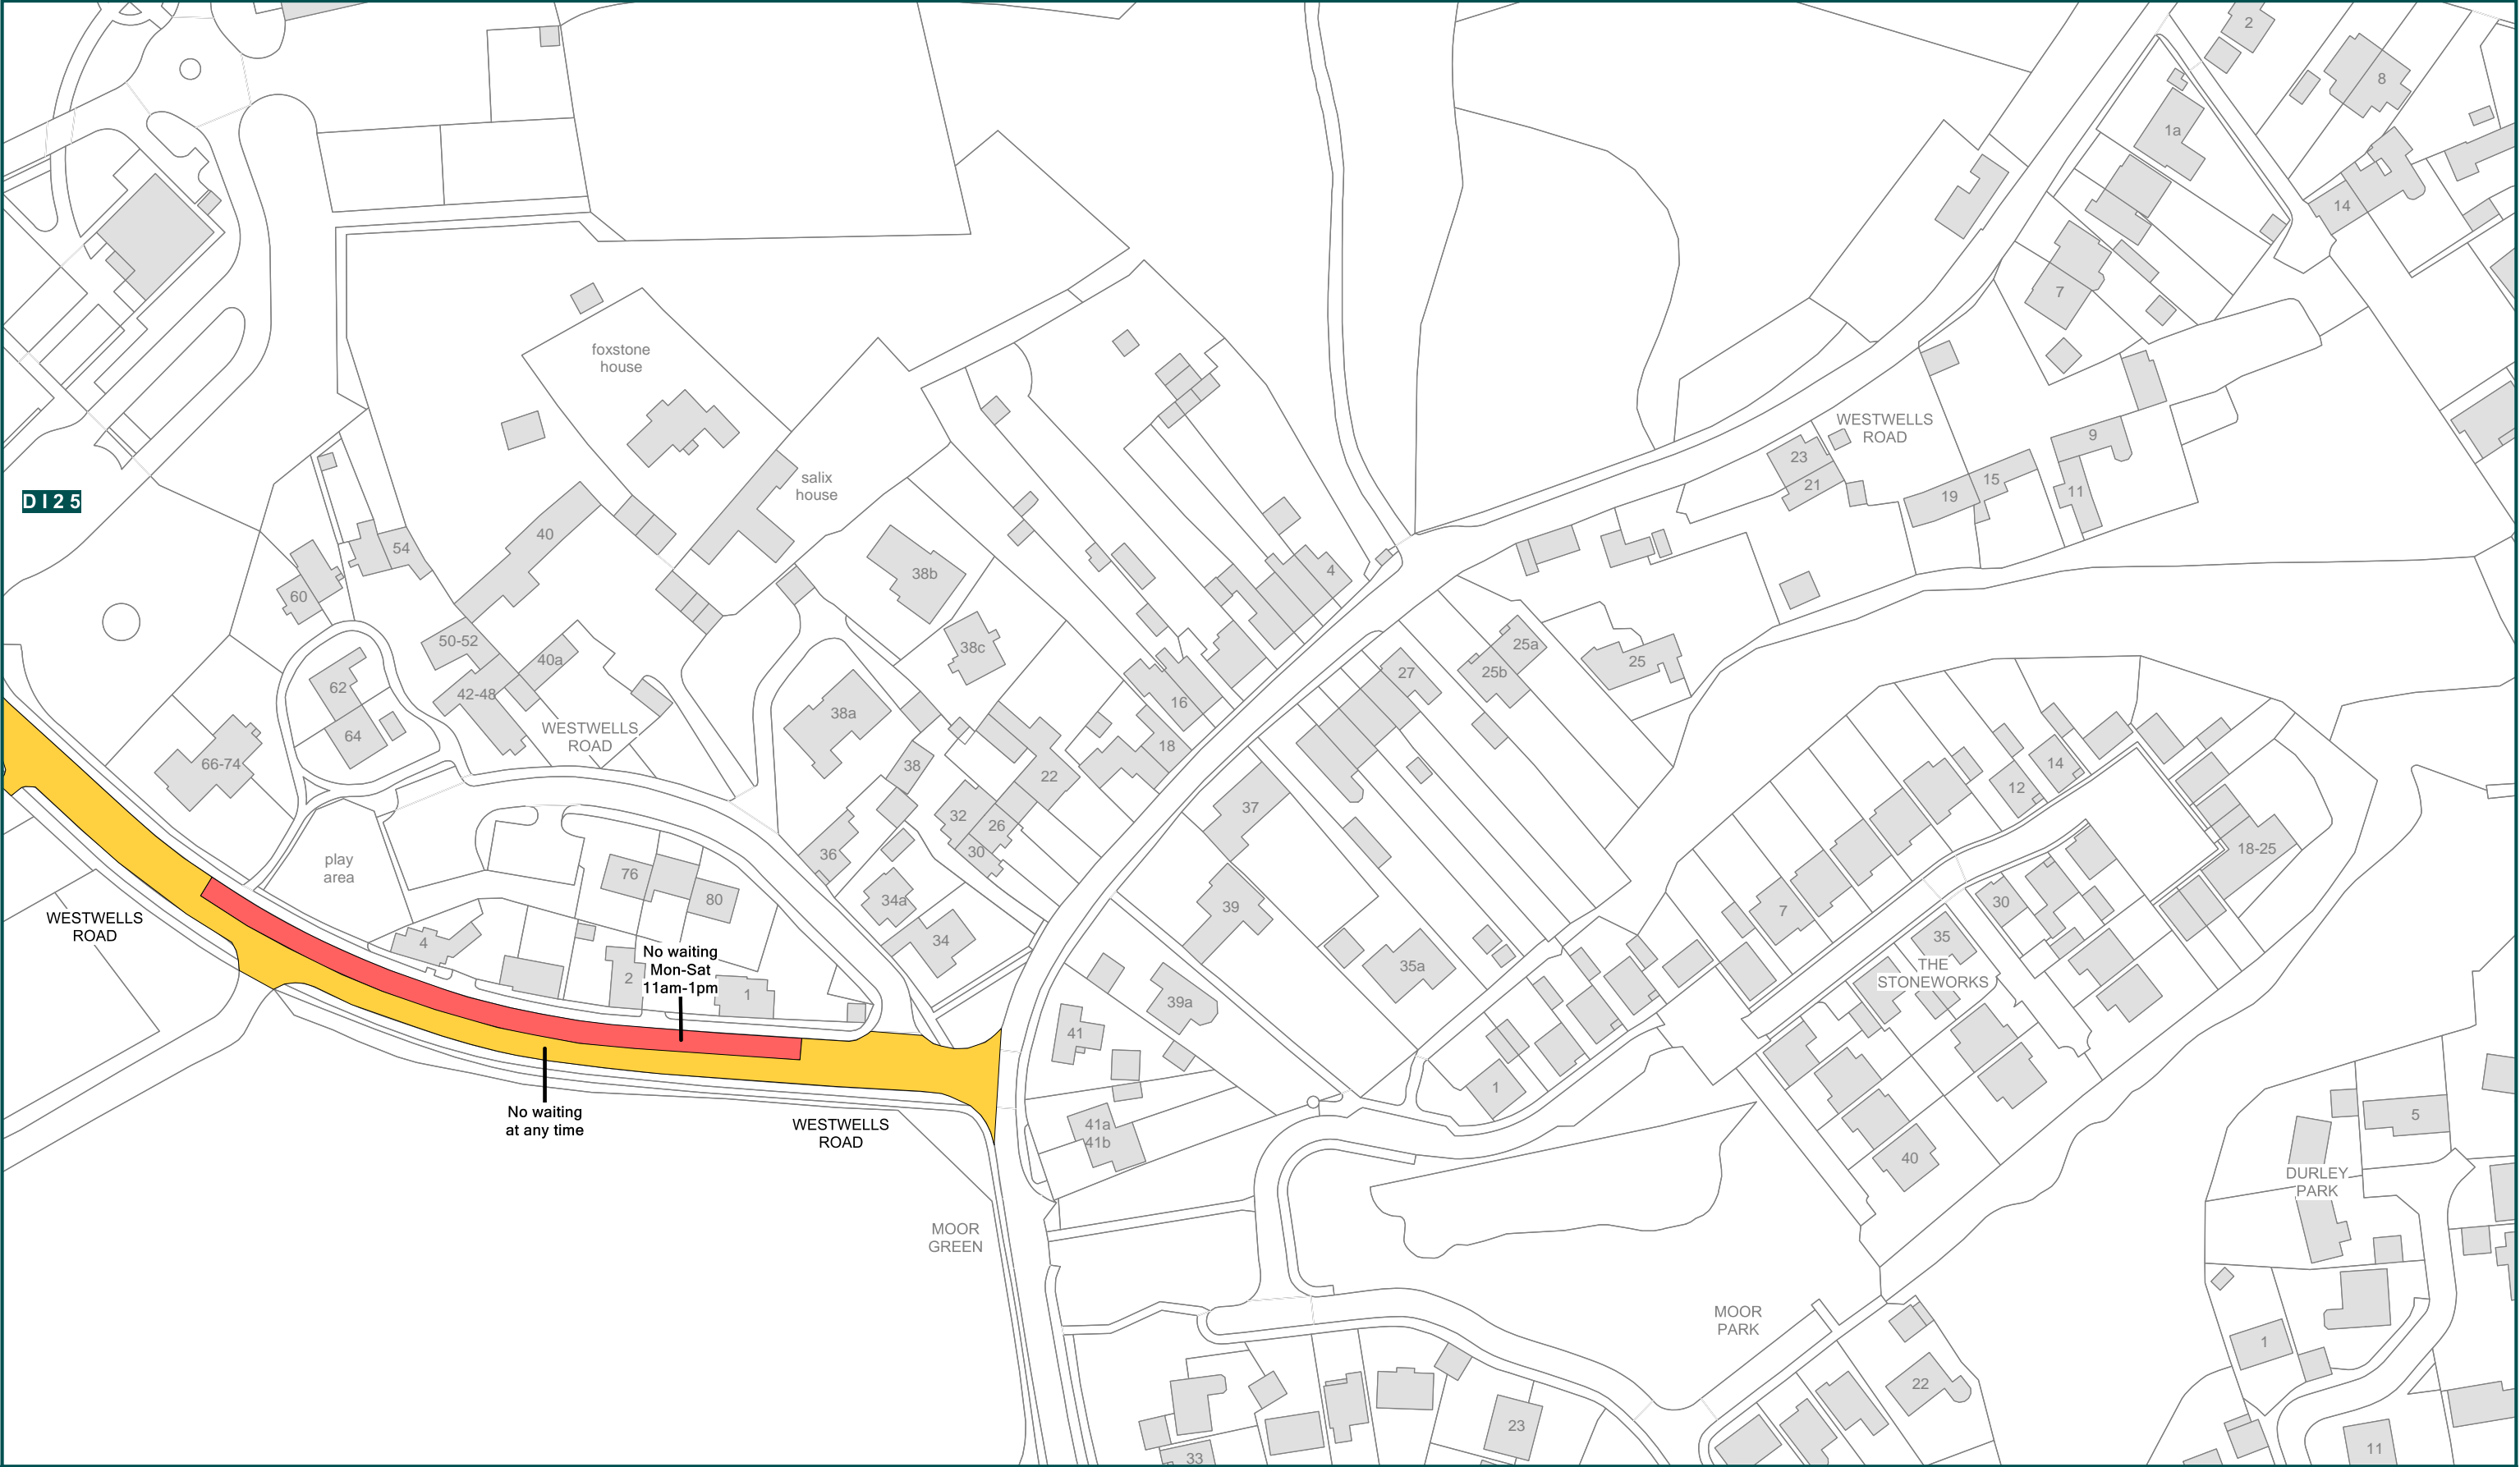 2
8
1a
14
7
foxstone
house
WESTWELLS
ROAD
23
21
9
15
19
11
salix
house
D I 2 5
40
54
38b
4
60
38c
25a
25b
25
50-52
40a
42-48
62
64
27
16
38a
WESTWELLS
ROAD
18
22
38
66-74
37
32
26
30
36
14
12
18-25
play
area
76
80
34a
34
39
7
30
35
WESTWELLS
ROAD
4
2
No waiting
Mon-Sat
11am-1pm
1
35a
THE
STONEWORKS
39a
41
1
No waiting
at any time
WESTWELLS
ROAD
41a
41b
40
5
DURLEY
PARK
MOOR
GREEN
MOOR
PARK
1
22
23
33
11